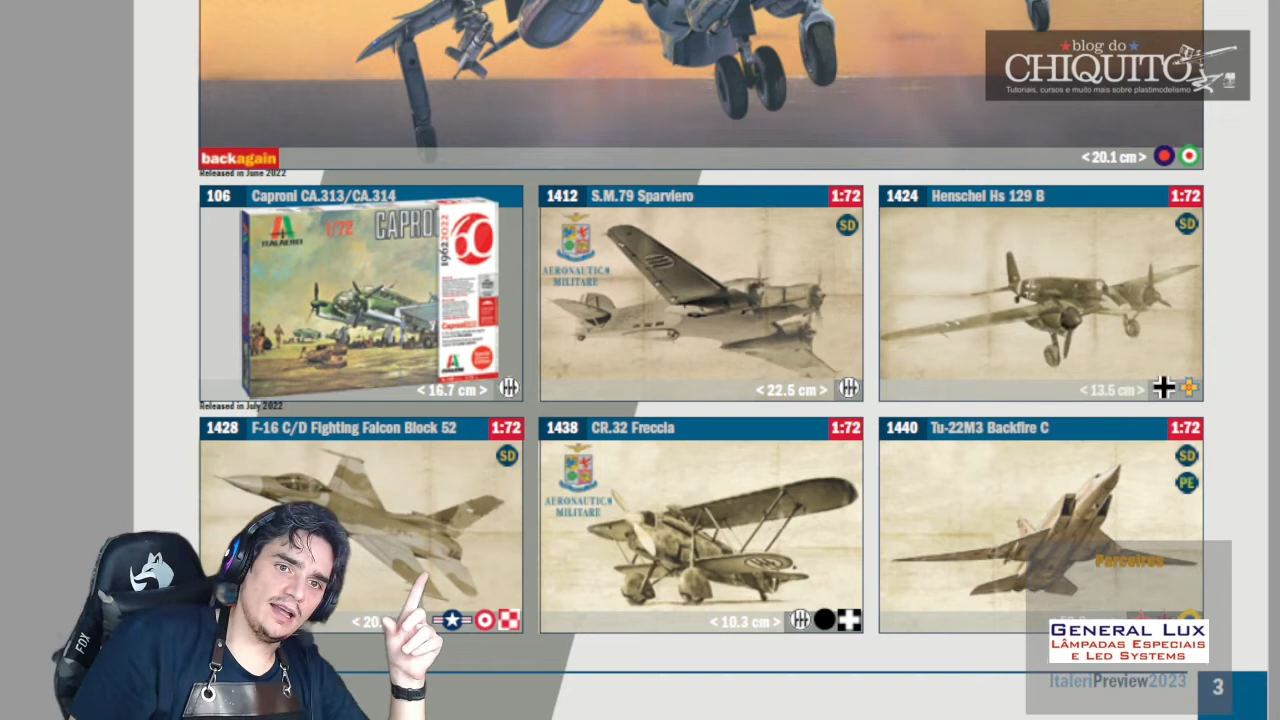 blog do
CHIQUITO
Tutoriais, cursos e muito mais sobre plastimodelismo
backagain
< 20.1 cm >
Released in June 2022
106 Caproni CA.313/CA.314
ITALERI
1/72
CAPRO
1962 2022
60
Caproni
< 16.7 cm >
1412 S.M.79 Sparviero 1:72
SD
AERONAUTICA
MILITARE
< 22.5 cm >
1424 Henschel Hs 129 B 1:72
SD
< 13.5 cm >
Released in July 2022
1428 F-16 C/D Fighting Falcon Block 52 1:72
SD
< 20.
1438 CR.32 Freccia 1:72
AERONAUTICA
MILITARE
< 10.3 cm >
1440 Tu-22M3 Backfire C 1:72
SD
PE
Parceiros
FOX
GENERAL LUX
LÂMPADAS ESPECIAIS
E LED SYSTEMS
ItaleriPreview2023
3